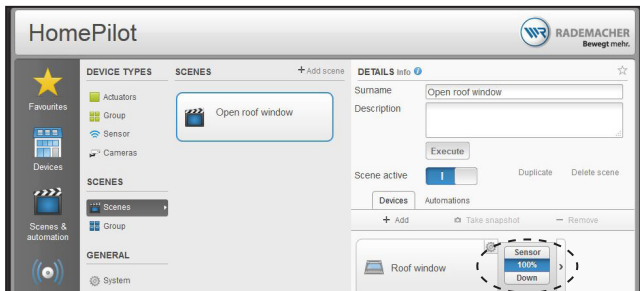 HomePilot
WR RADEMACHER
Bewegt mehr.
Favourites
Devices
Scenes &
automation
DEVICE TYPES
Actuators
Group
Sensor
Cameras
SCENES
Scenes
Group
GENERAL
System
SCENES
+ Add scene
Open roof window
DETAILS Info i
Surname
Open roof window
Description
Execute
Scene active
I
Duplicate
Delete scene
Devices
Automations
+ Add
Take snapshot
− Remove
Roof window
Sensor
100%
Down
>